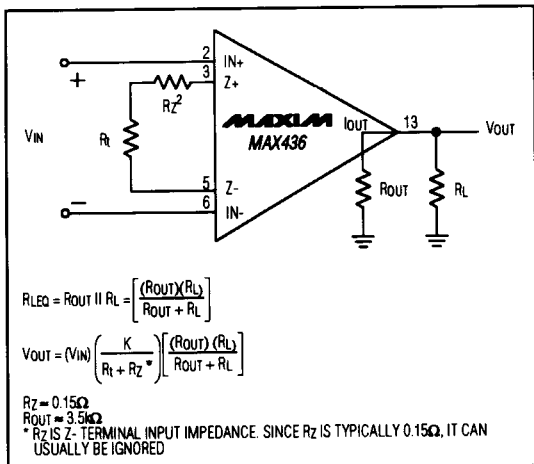 2
IN+
+
3
Z+
RZ²
MAXIM
MAX436
IOUT
13
VOUT
VIN
Rt
ROUT
RL
5
Z-
−
6
IN-
RLEQ = ROUT II RL = [(ROUT)(RL) / ROUT + RL]
VOUT = (VIN) (K / Rt + RZ*) [(ROUT) (RL) / ROUT + RL]
RZ ≈ 0.15Ω
ROUT ≈ 3.5kΩ
* RZ IS Z- TERMINAL INPUT IMPEDANCE. SINCE RZ IS TYPICALLY 0.15Ω, IT CAN
USUALLY BE IGNORED